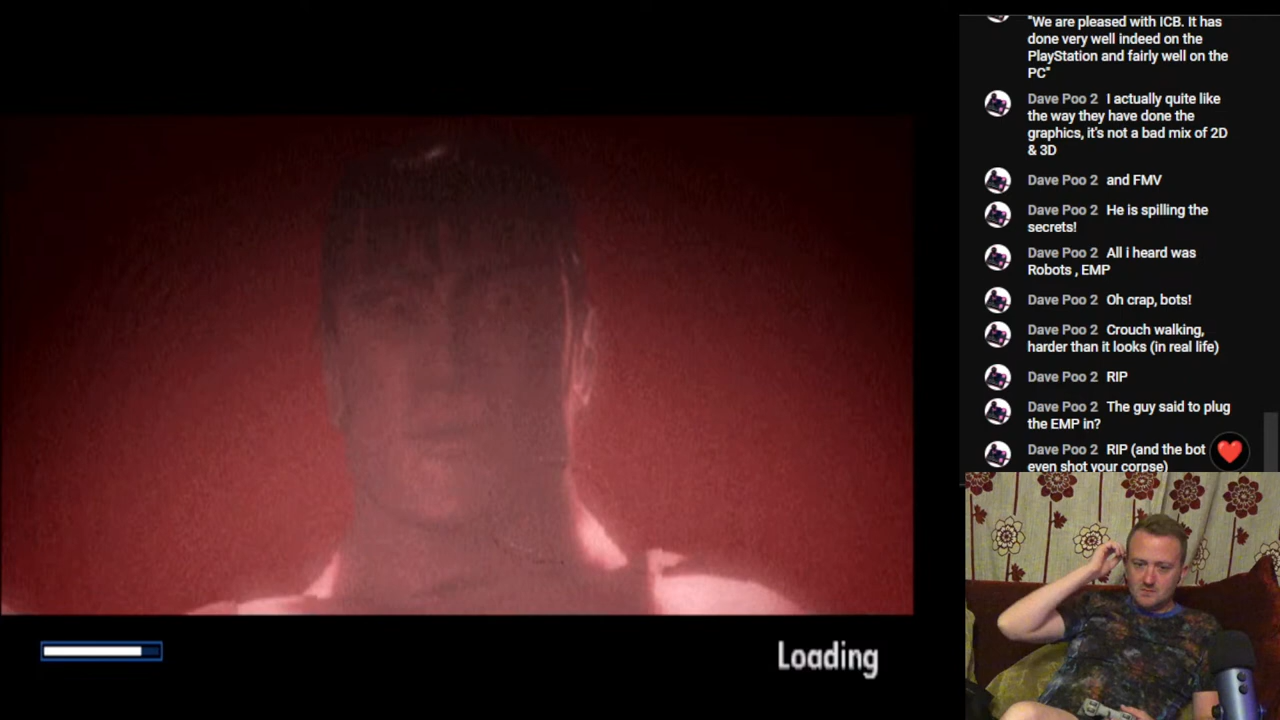 "We are pleased with ICB. It has
done very well indeed on the
PlayStation and fairly well on the
PC"
Dave Poo 2 I actually quite like
the way they have done the
graphics, it's not a bad mix of 2D
& 3D
Dave Poo 2 and FMV
Dave Poo 2 He is spilling the
secrets!
Dave Poo 2 All i heard was
Robots , EMP
Dave Poo 2 Oh crap, bots!
Dave Poo 2 Crouch walking,
harder than it looks (in real life)
Dave Poo 2 RIP
Dave Poo 2 The guy said to plug
the EMP in?
Dave Poo 2 RIP (and the bot
even shot your corpse)
Loading